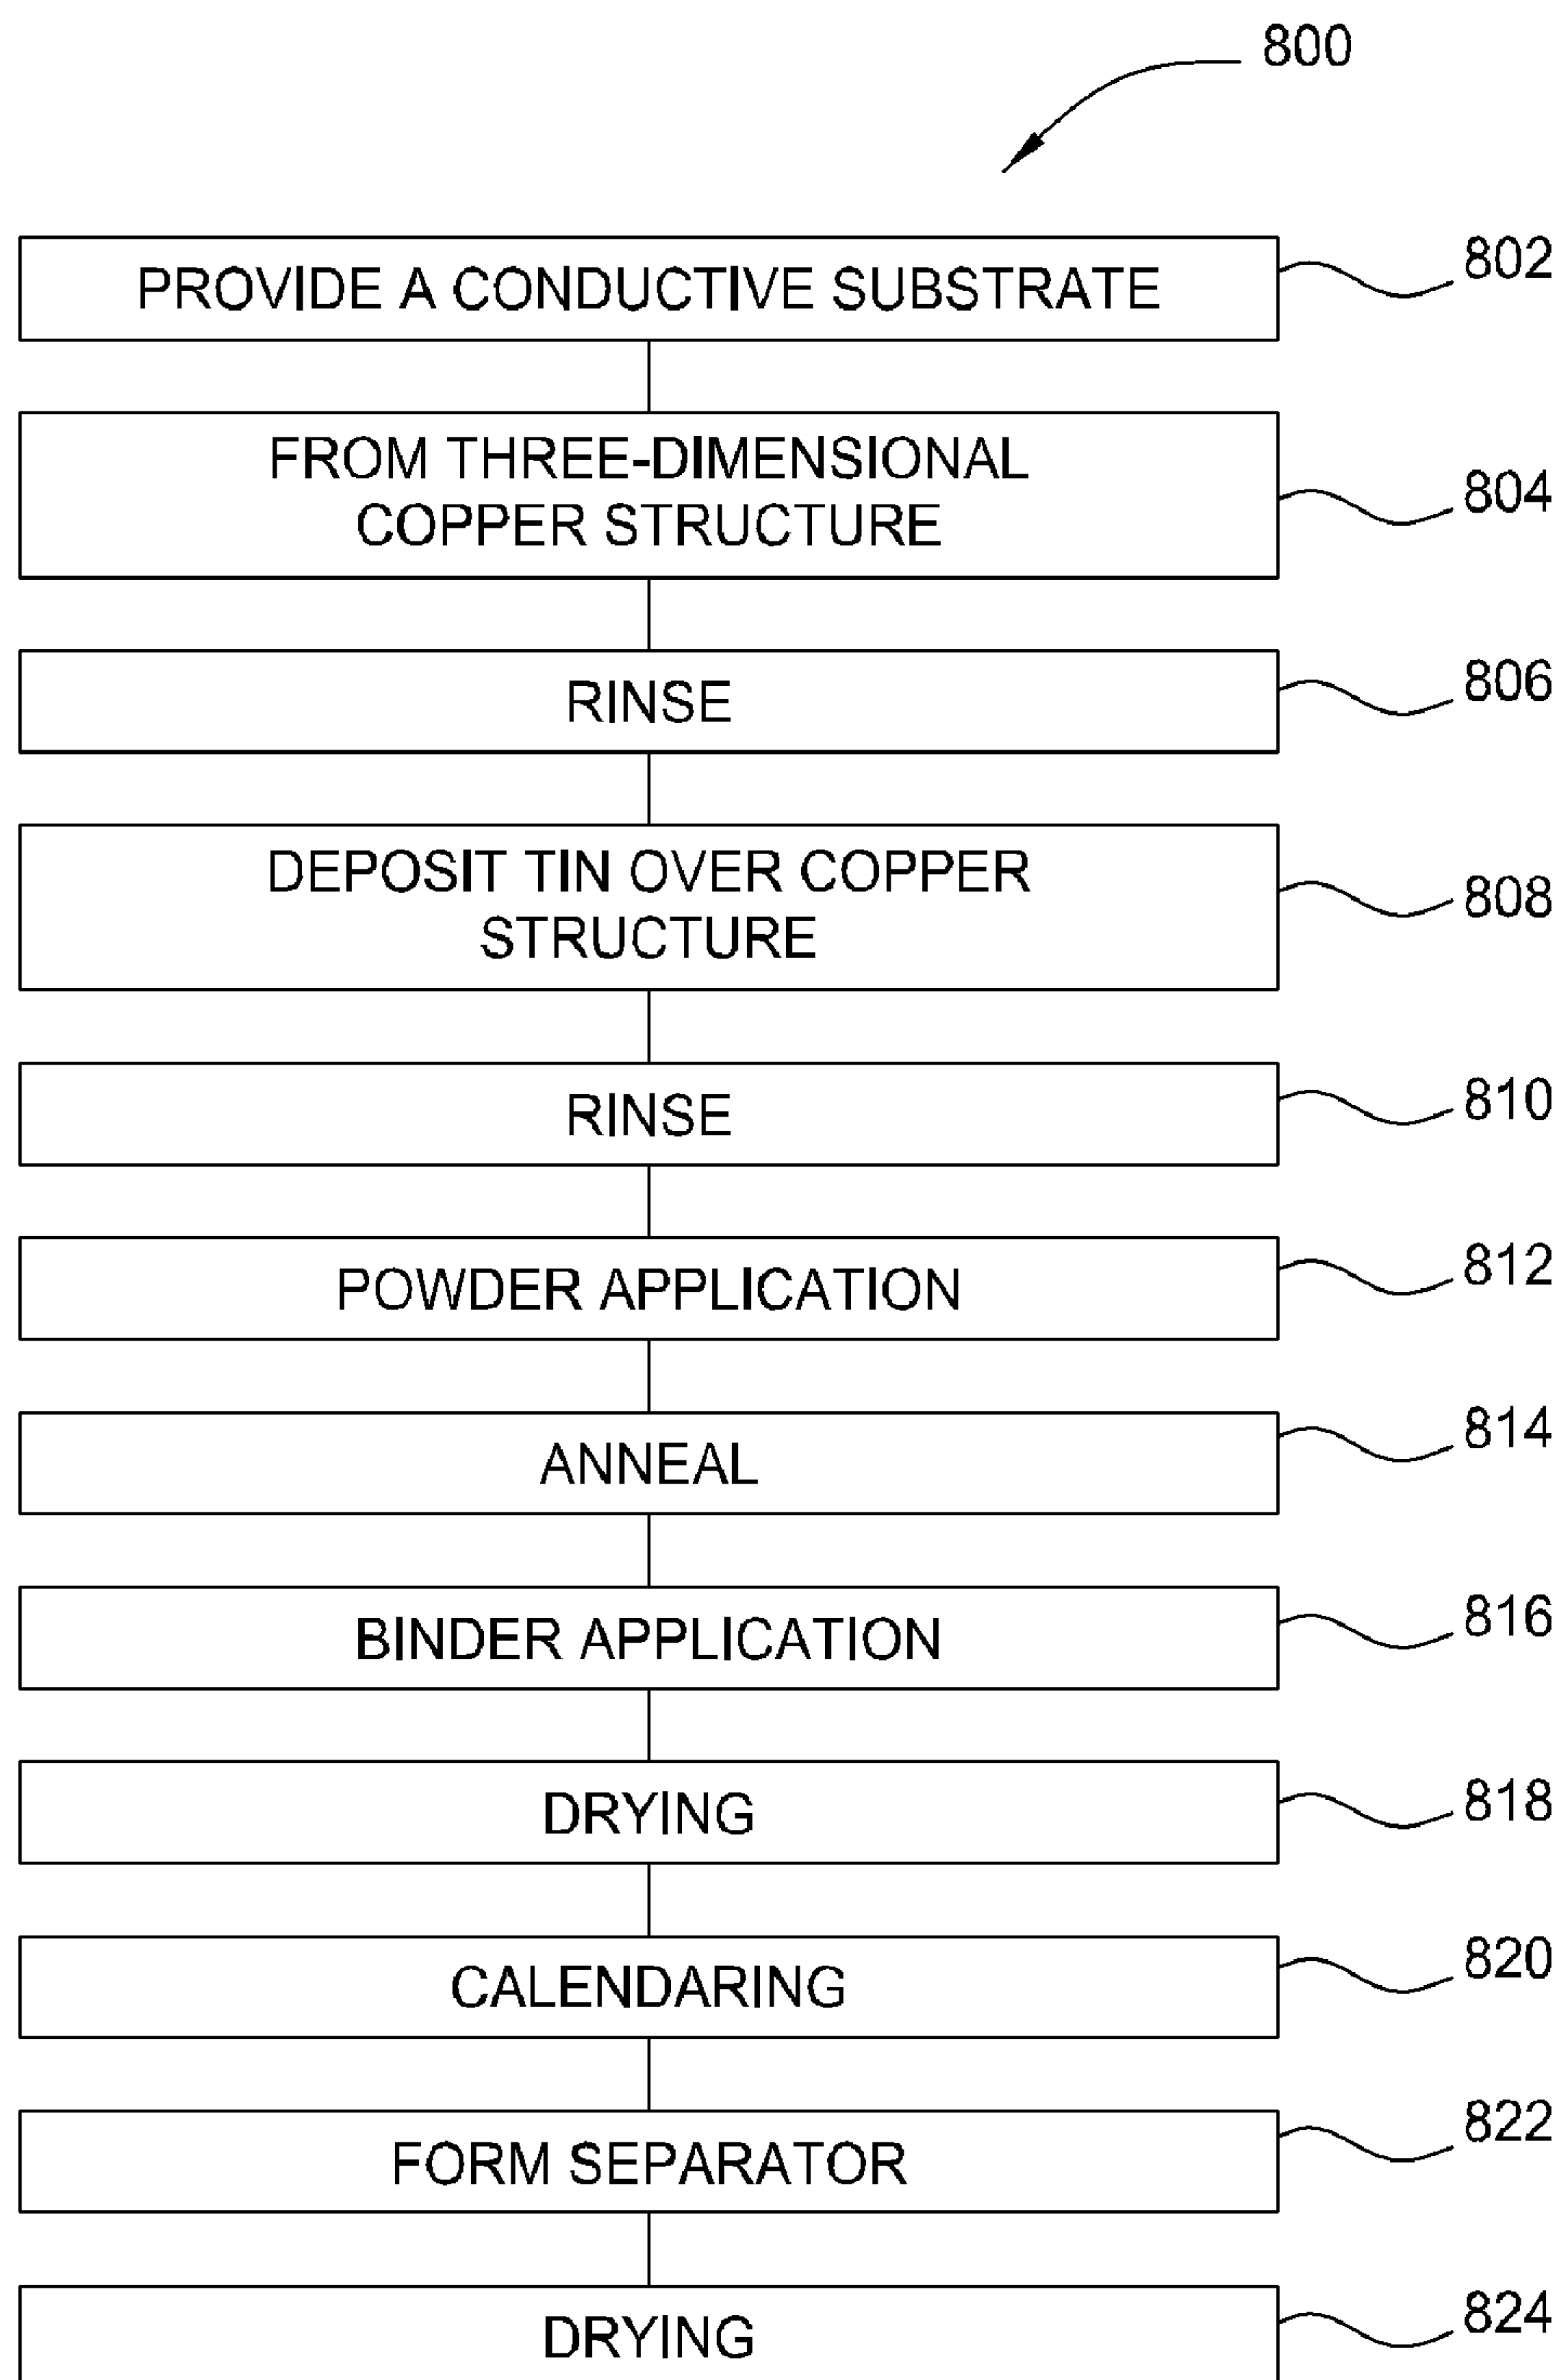 800
PROVIDE A CONDUCTIVE SUBSTRATE
802
FROM THREE-DIMENSIONAL
COPPER STRUCTURE
804
RINSE
806
DEPOSIT TIN OVER COPPER
STRUCTURE
808
RINSE
810
POWDER APPLICATION
812
ANNEAL
814
BINDER APPLICATION
816
DRYING
818
CALENDARING
820
FORM SEPARATOR
822
DRYING
824